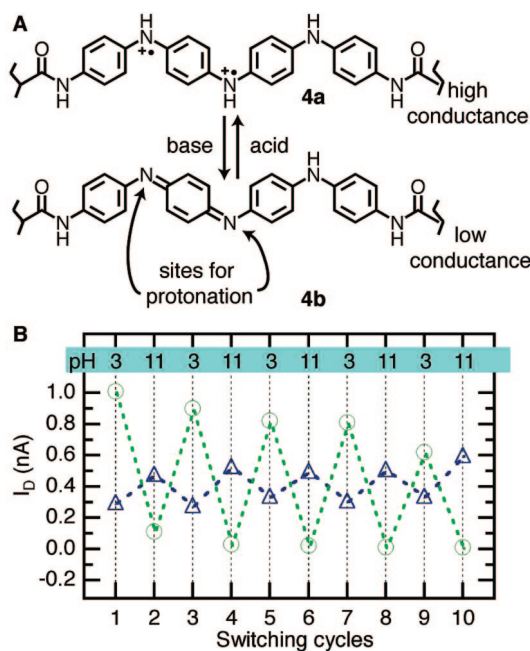 A
O
N
H
N
H
N
H
N
H
N
H
O
+•
+•
4a
high
conductance
base
acid
O
N
H
N
N
N
H
N
H
O
sites for
protonation
4b
low
conductance
B
pH 3 11 3 11 3 11 3 11 3 11
1.0
0.8
0.6
0.4
0.2
0.0
-0.2
I_D (nA)
1 2 3 4 5 6 7 8 9 10
Switching cycles